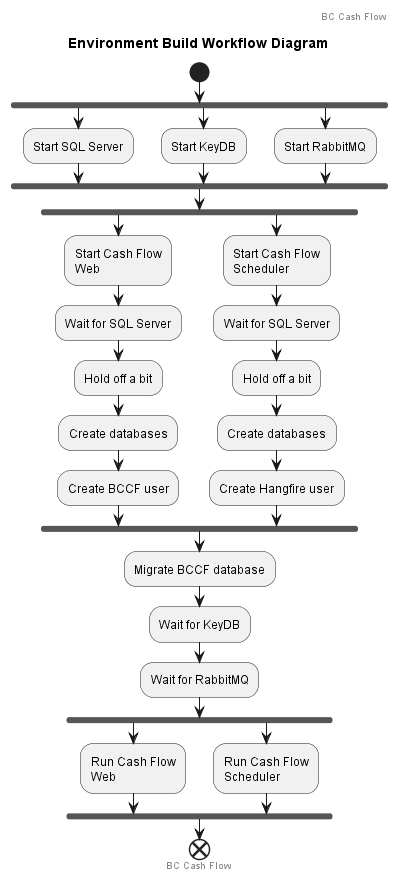 BC Cash Flow
Environment Build Workflow Diagram
Start SQL Server
Start KeyDB
Start RabbitMQ
Start Cash Flow
Web
Start Cash Flow
Scheduler
Wait for SQL Server
Wait for SQL Server
Hold off a bit
Hold off a bit
Create databases
Create databases
Create BCCF user
Create Hangfire user
Migrate BCCF database
Wait for KeyDB
Wait for RabbitMQ
Run Cash Flow
Web
Run Cash Flow
Scheduler
BC Cash Flow